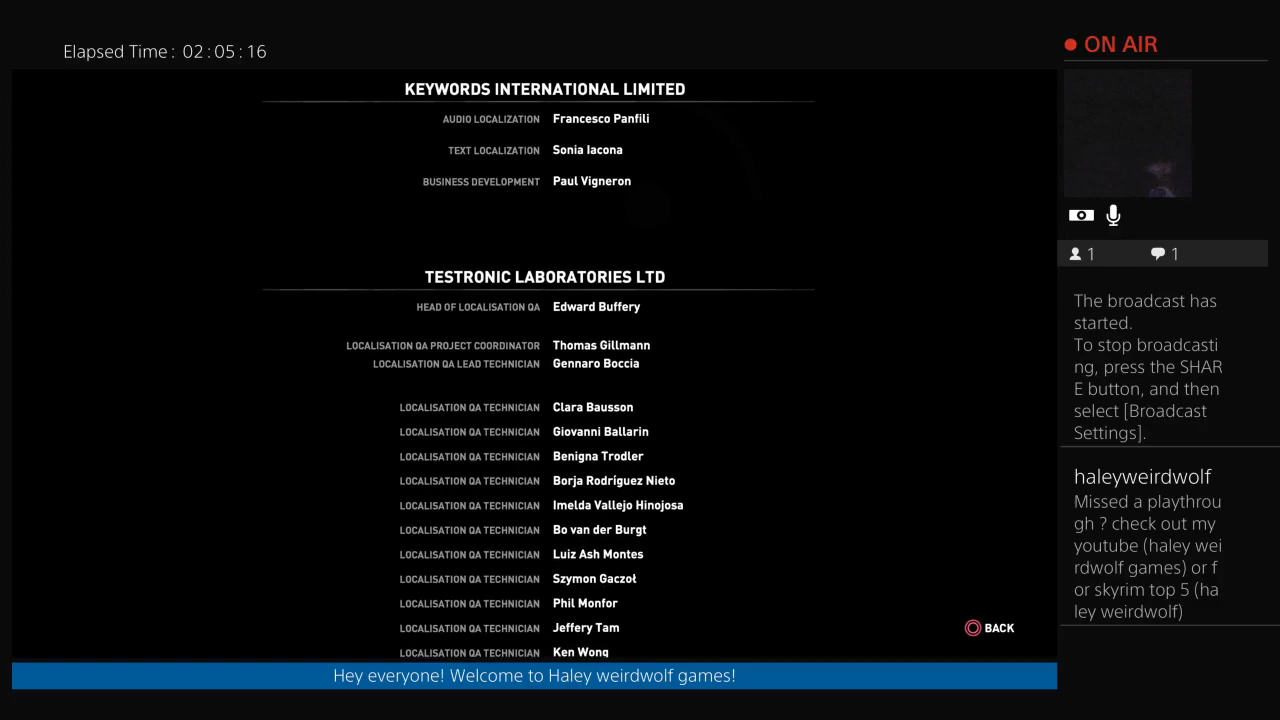 Elapsed Time : 02:05:16
KEYWORDS INTERNATIONAL LIMITED
AUDIO LOCALIZATION Francesco Panfili
TEXT LOCALIZATION Sonia Iacona
BUSINESS DEVELOPMENT Paul Vigneron
TESTRONIC LABORATORIES LTD
HEAD OF LOCALISATION QA Edward Buffery
LOCALISATION QA PROJECT COORDINATOR Thomas Gillmann
LOCALISATION QA LEAD TECHNICIAN Gennaro Boccia
LOCALISATION QA TECHNICIAN Clara Bausson
LOCALISATION QA TECHNICIAN Giovanni Ballarin
LOCALISATION QA TECHNICIAN Benigna Trodler
LOCALISATION QA TECHNICIAN Borja Rodríguez Nieto
LOCALISATION QA TECHNICIAN Imelda Vallejo Hinojosa
LOCALISATION QA TECHNICIAN Bo van der Burgt
LOCALISATION QA TECHNICIAN Luiz Ash Montes
LOCALISATION QA TECHNICIAN Szymon Gaczoł
LOCALISATION QA TECHNICIAN Phil Monfor
LOCALISATION QA TECHNICIAN Jeffery Tam
LOCALISATION QA TECHNICIAN Ken Wong
BACK
Hey everyone! Welcome to Haley weirdwolf games!
ON AIR
1 1
The broadcast has
started.
To stop broadcasti
ng, press the SHAR
E button, and then
select [Broadcast
Settings].
haleyweirdwolf
Missed a playthrou
gh ? check out my
youtube (haley wei
rdwolf games) or f
or skyrim top 5 (ha
ley weirdwolf)